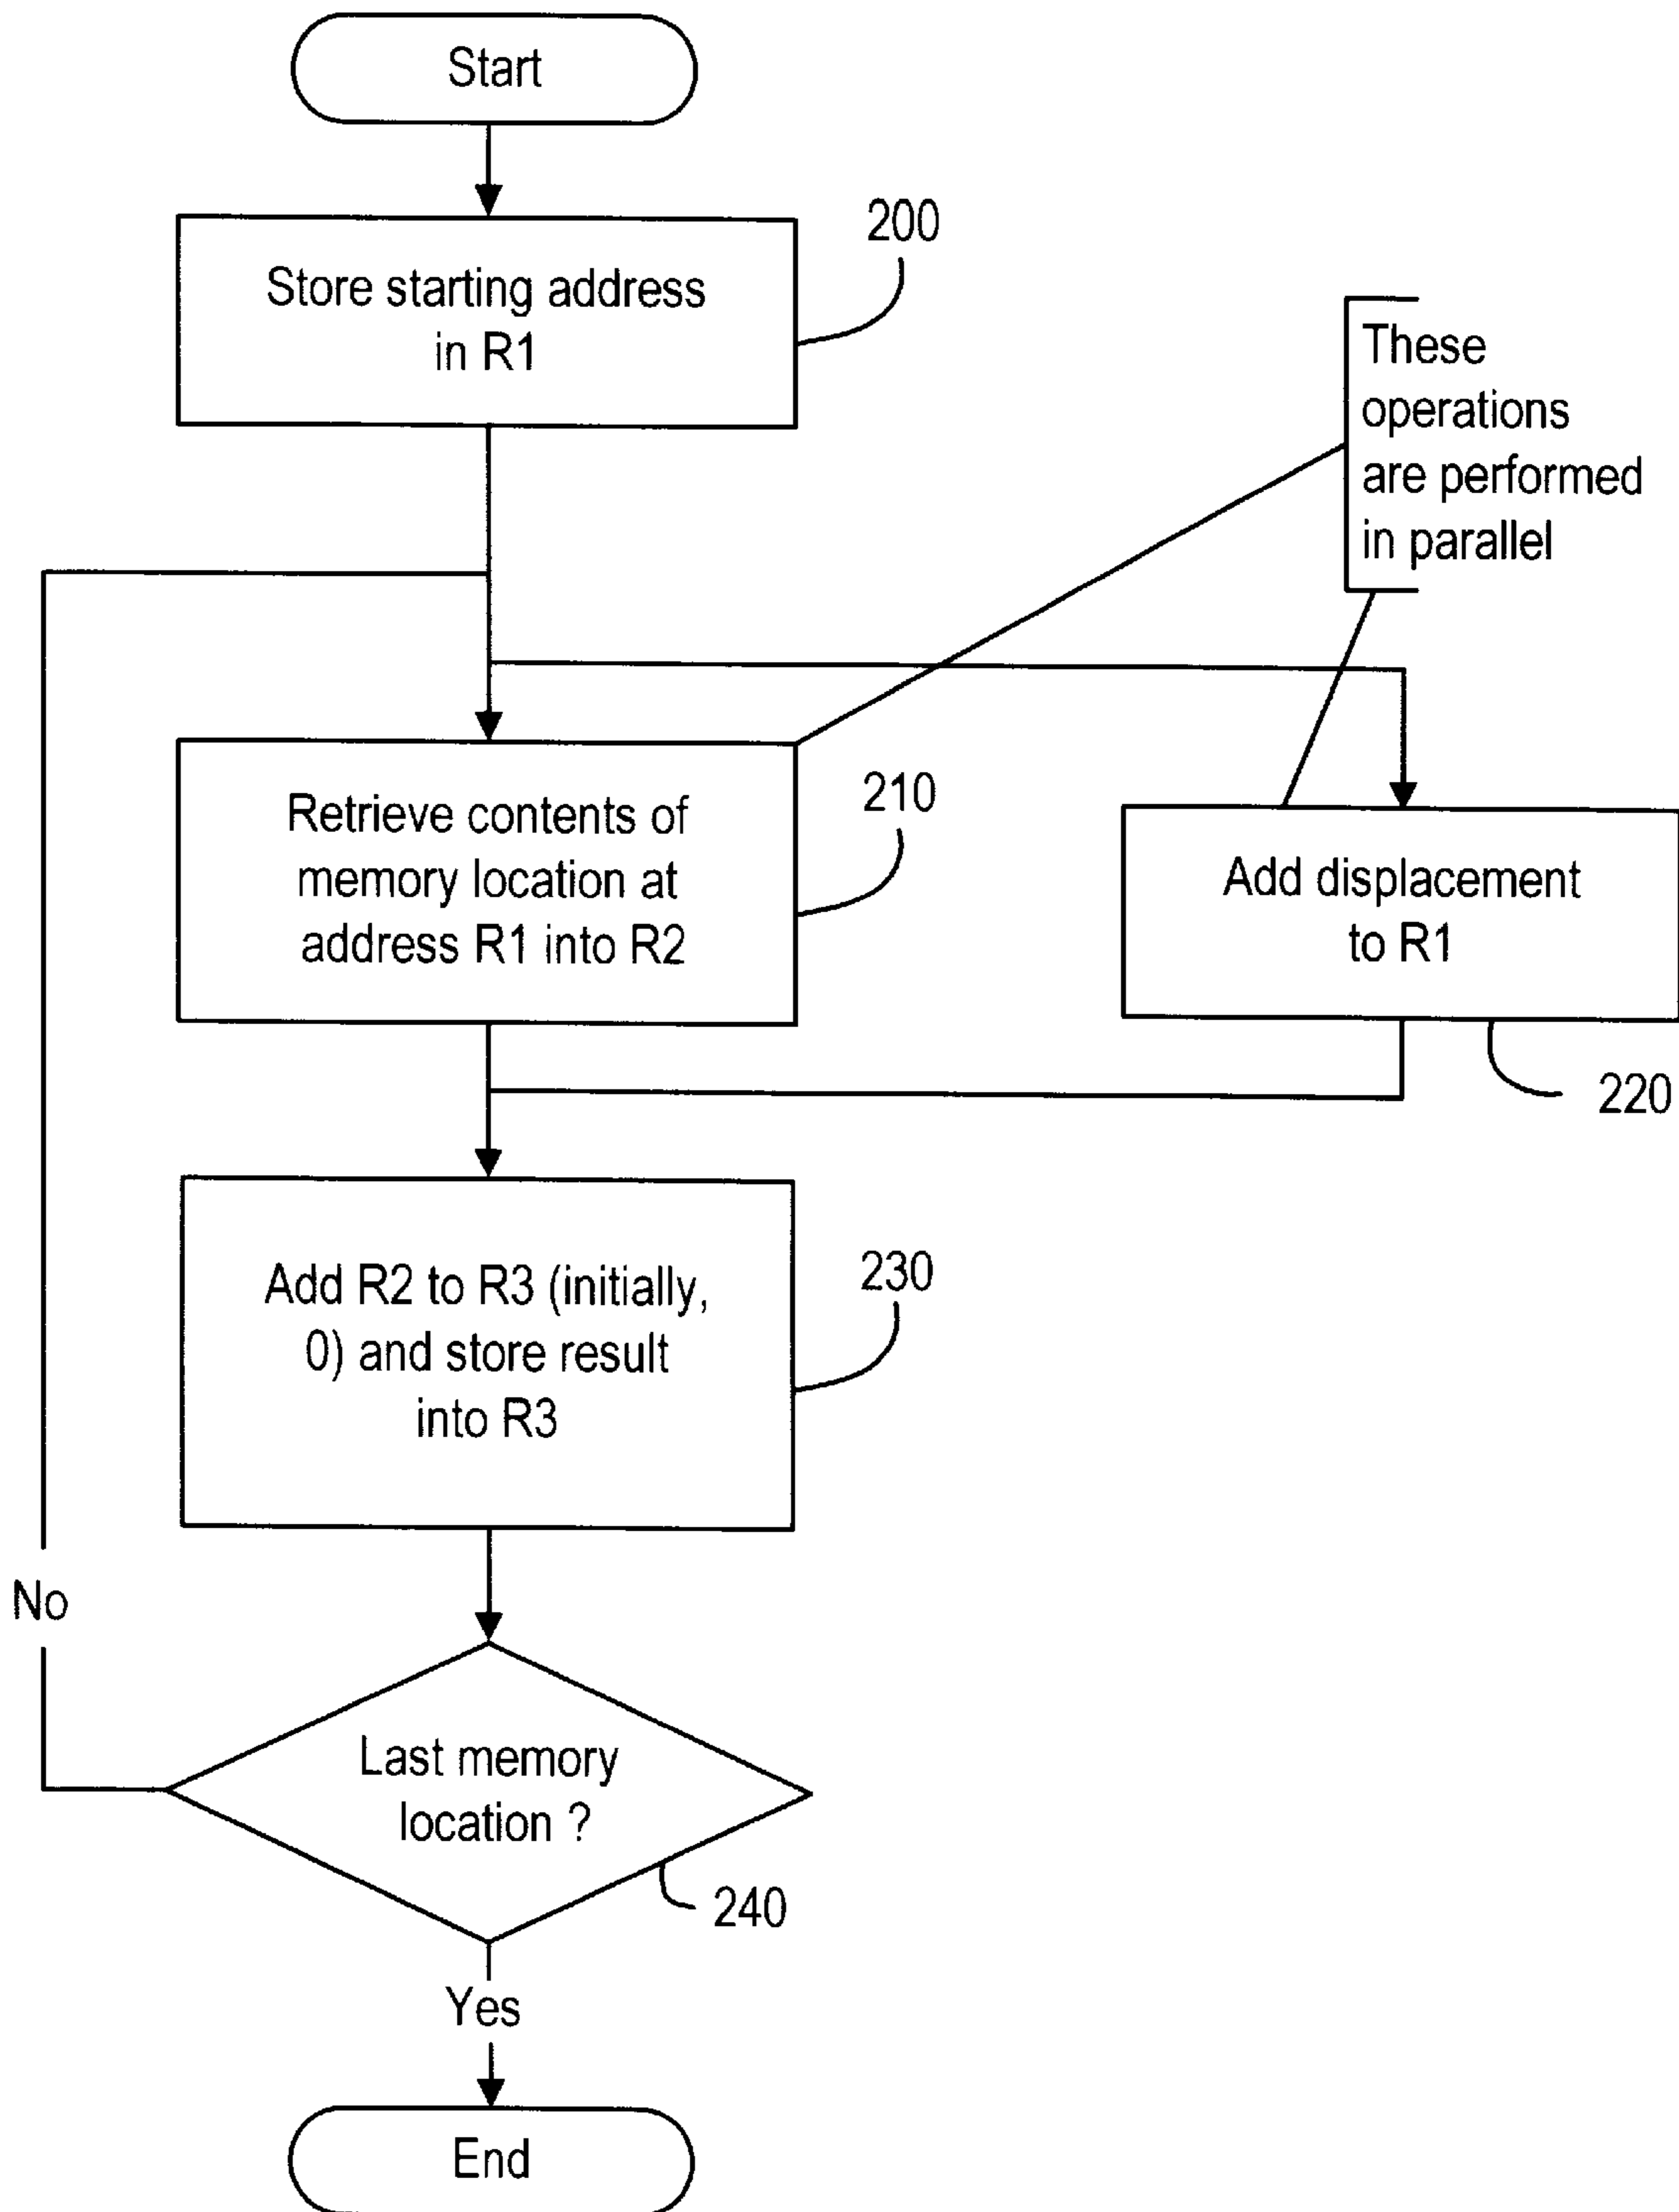 Start
200
Store starting address
in R1
These
operations
are performed
in parallel
210
Retrieve contents of
memory location at
address R1 into R2
Add displacement
to R1
220
230
Add R2 to R3 (initially,
0) and store result
into R3
No
Last memory
location ?
240
Yes
End